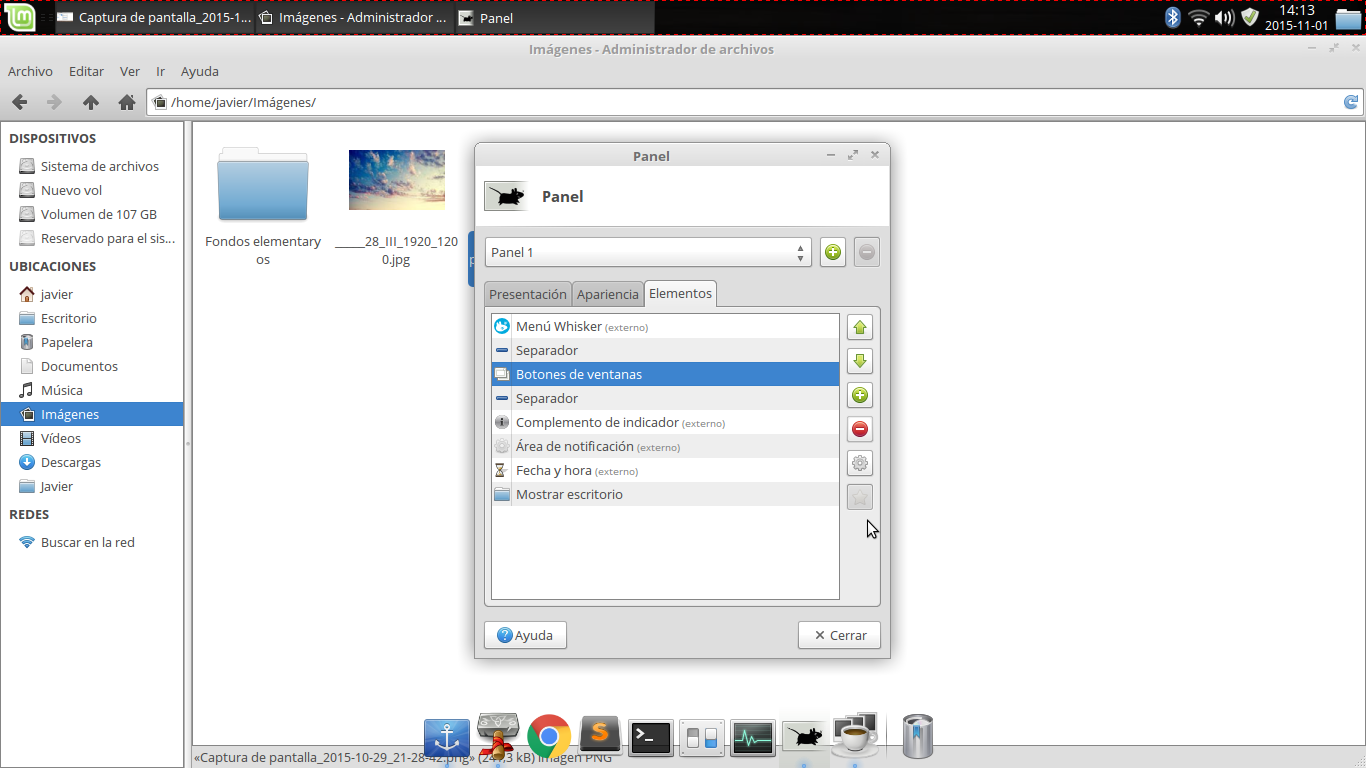 Captura de pantalla_2015-1...
Imágenes - Administrador ...
Panel
14:13
2015-11-01
Imágenes - Administrador de archivos
Archivo Editar Ver Ir Ayuda
/home/javier/Imágenes/
DISPOSITIVOS
Sistema de archivos
Nuevo vol
Volumen de 107 GB
Reservado para el sis...
UBICACIONES
javier
Escritorio
Papelera
Documentos
Música
Imágenes
Vídeos
Descargas
Javier
REDES
Buscar en la red
Fondos elementary
os
_____28_III_1920_120
0.jpg
Panel
Panel
Panel 1
Presentación Apariencia Elementos
Menú Whisker (externo)
Separador
Botones de ventanas
Separador
Complemento de indicador (externo)
Área de notificación (externo)
Fecha y hora (externo)
Mostrar escritorio
Ayuda
Cerrar
«Captura de pantalla_2015-10-29_21-28-42.png» imagen PNG